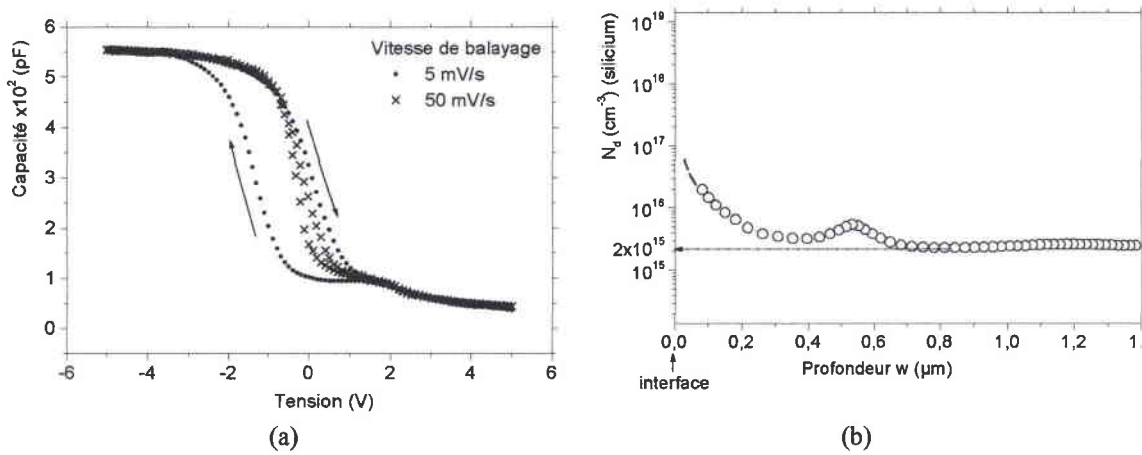 Capacité x10² (pF)
6
5
4
3
2
1
0
Vitesse de balayage
• 5 mV/s
× 50 mV/s
-6 -4 -2 0 2 4 6
Tension (V)
(a)
N_d (cm⁻³) (silicium)
10¹⁹
10¹⁸
10¹⁷
10¹⁶
2x10¹⁵
10¹⁵
0,0 0,2 0,4 0,6 0,8 1,0 1,2 1,
interface
Profondeur w (µm)
(b)